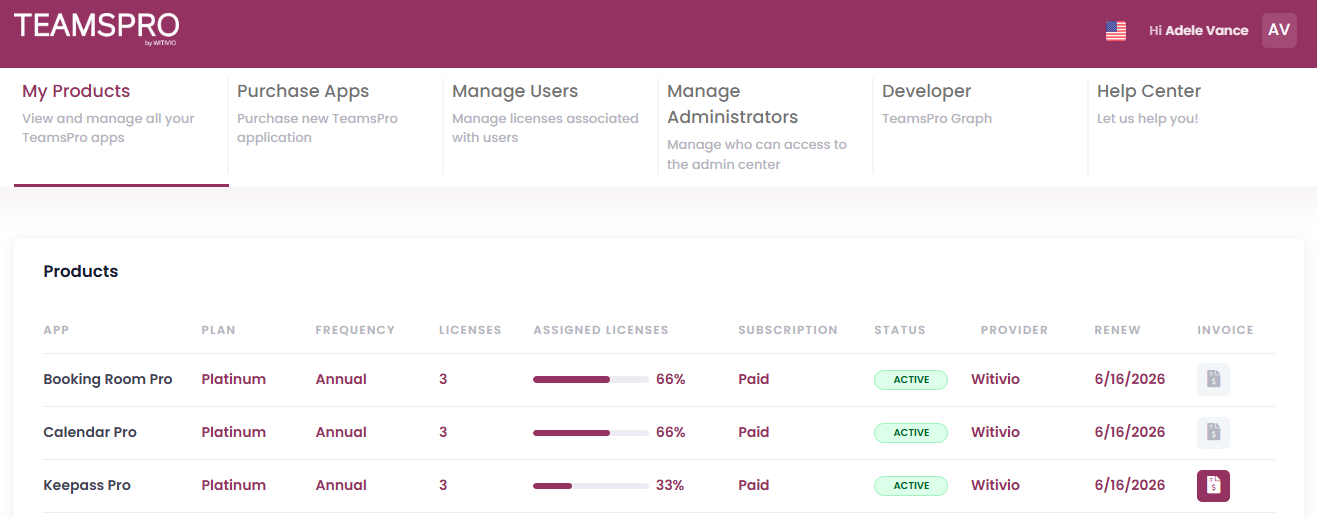 TEAMSPRO
by WITIVIO
Hi Adele Vance
AV
My Products
View and manage all your
TeamsPro apps
Purchase Apps
Purchase new TeamsPro
application
Manage Users
Manage licenses associated
with users
Manage
Administrators
Manage who can access to
the admin center
Developer
TeamsPro Graph
Help Center
Let us help you!
Products
APP PLAN FREQUENCY LICENSES ASSIGNED LICENSES SUBSCRIPTION STATUS PROVIDER RENEW INVOICE
Booking Room Pro Platinum Annual 3 66% Paid ACTIVE Witivio 6/16/2026
Calendar Pro Platinum Annual 3 66% Paid ACTIVE Witivio 6/16/2026
Keepass Pro Platinum Annual 3 33% Paid ACTIVE Witivio 6/16/2026